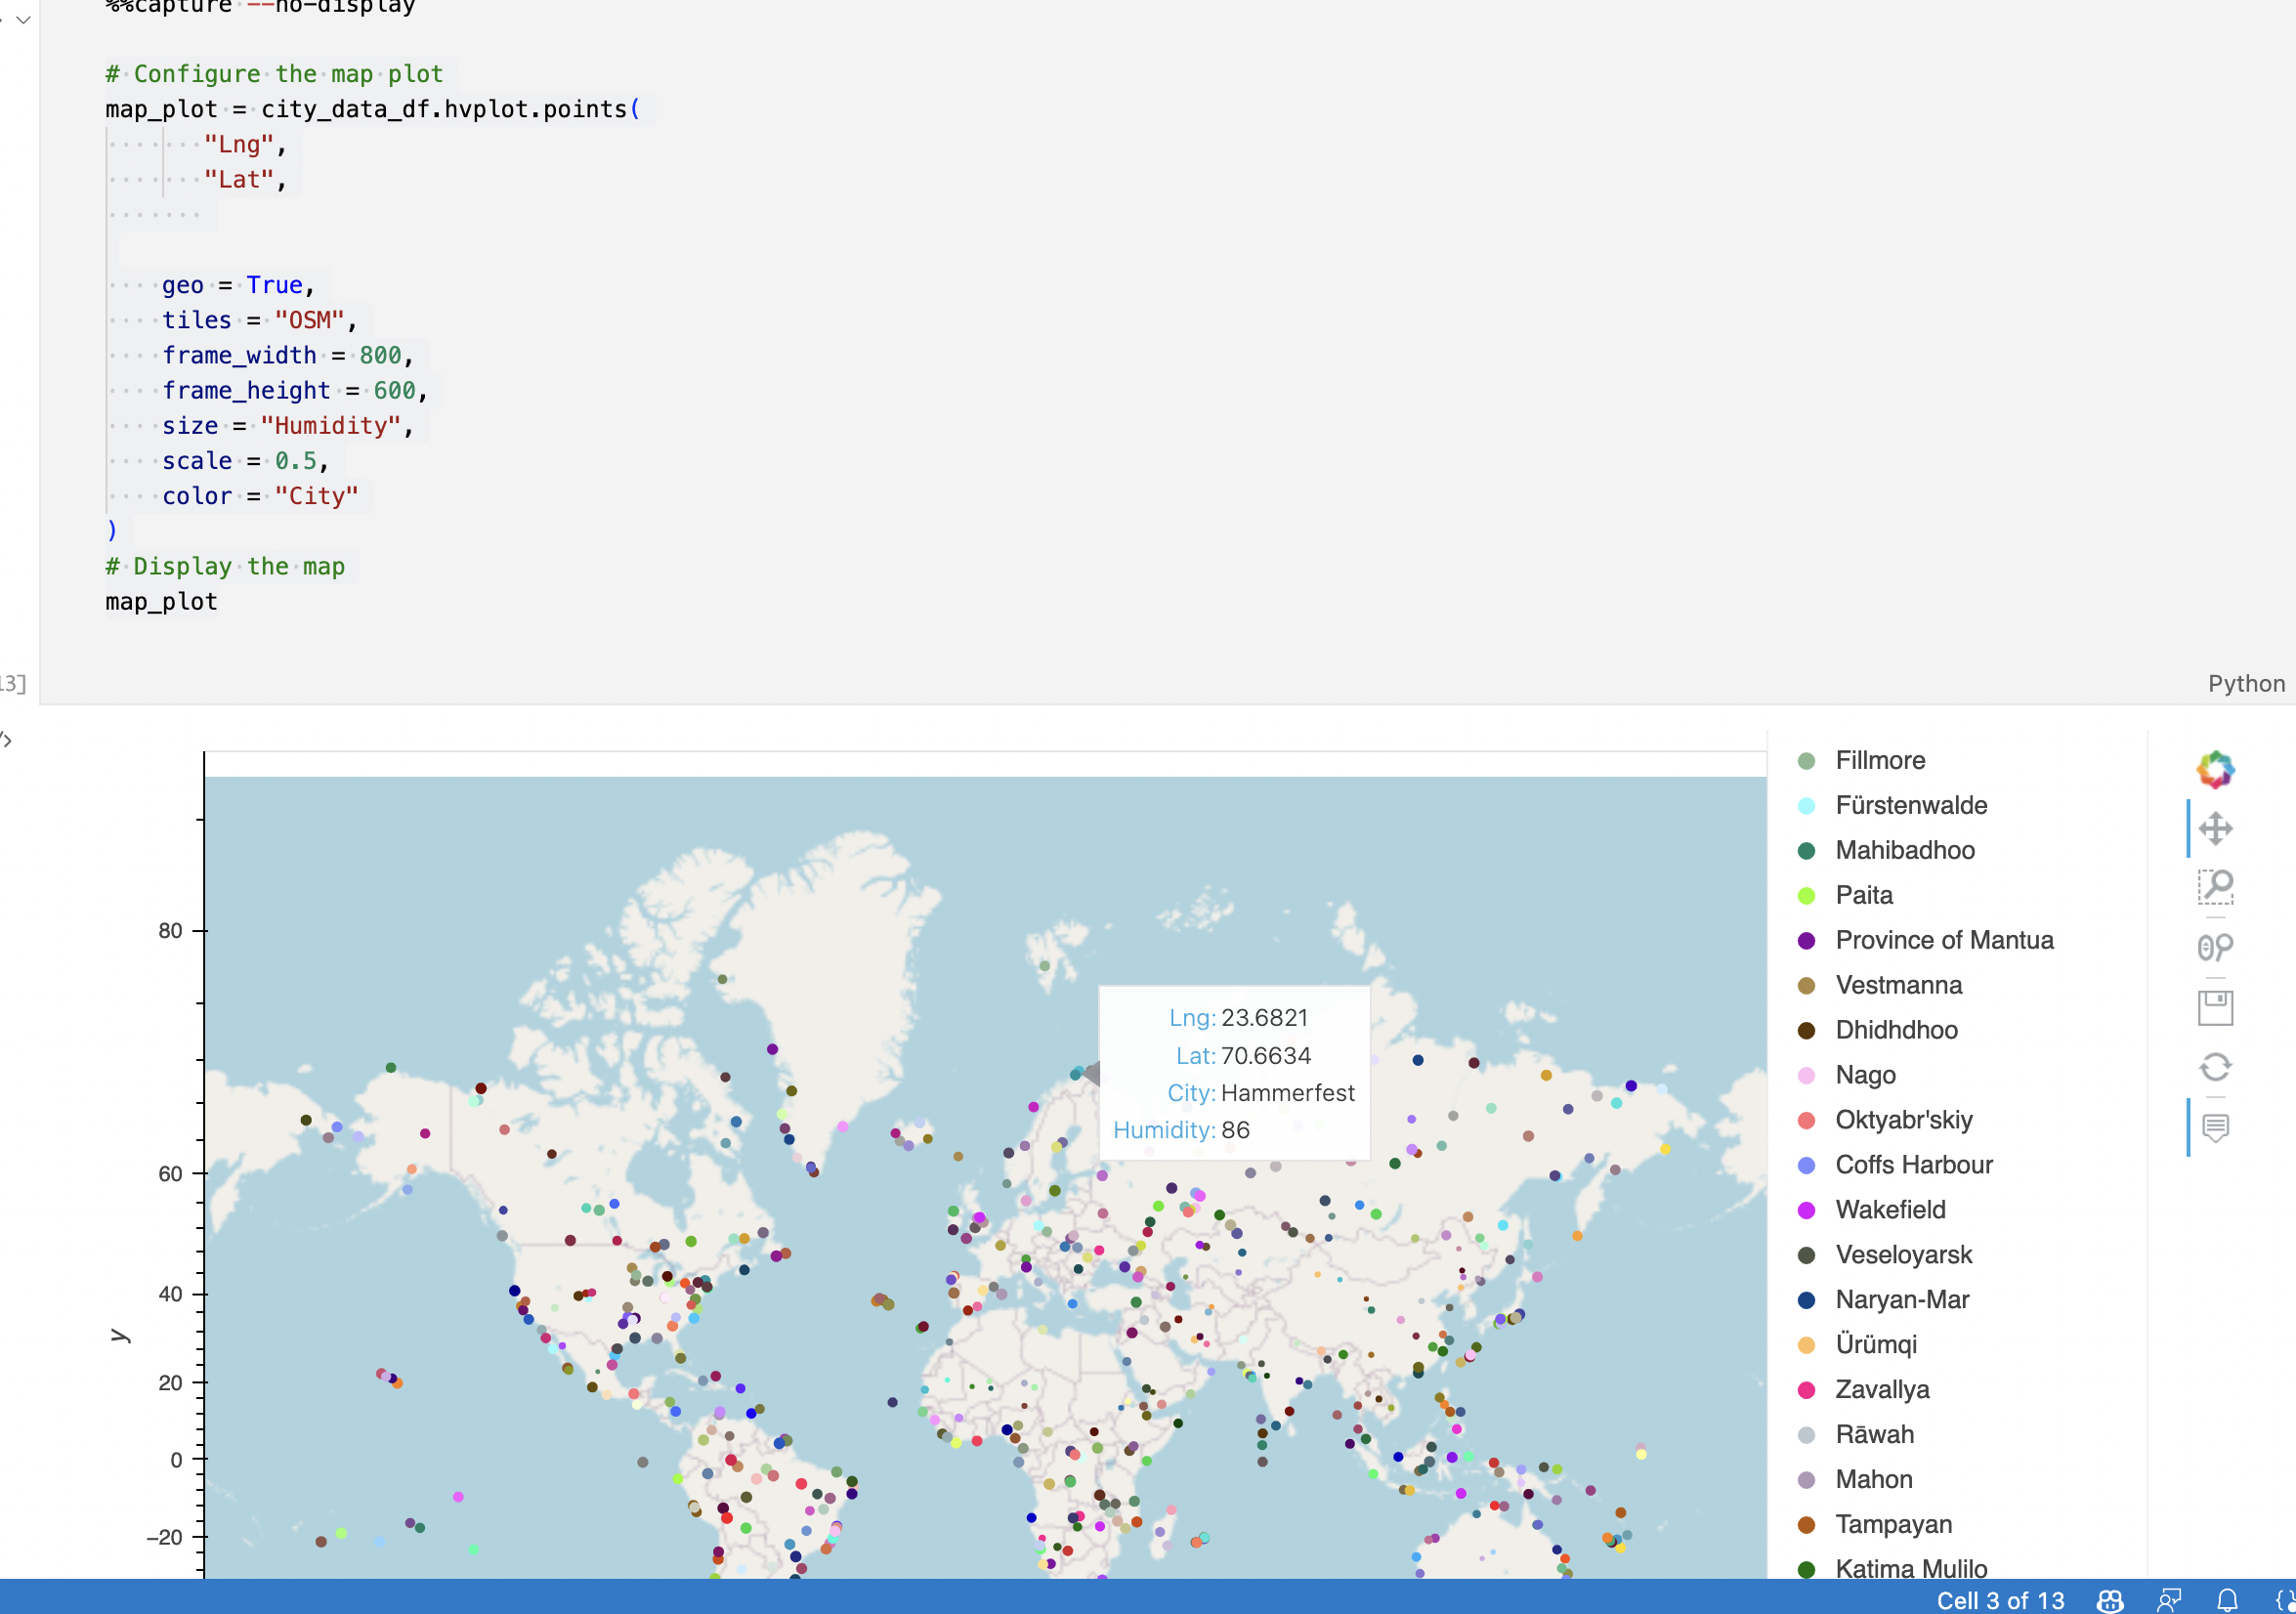 %%capture --no-display
# Configure the map plot
map_plot = city_data_df.hvplot.points(
"Lng",
"Lat",
geo = True,
tiles = "OSM",
frame_width = 800,
frame_height = 600,
size = "Humidity",
scale = 0.5,
color = "City"
)
# Display the map
map_plot
13]
Python
80
60
40
20
0
−20
y
Lng: 23.6821
Lat: 70.6634
City: Hammerfest
Humidity: 86
Fillmore
Fürstenwalde
Mahibadhoo
Paita
Province of Mantua
Vestmanna
Dhidhdhoo
Nago
Oktyabr'skiy
Coffs Harbour
Wakefield
Veseloyarsk
Naryan-Mar
Ürümqi
Zavallya
Rāwah
Mahon
Tampayan
Katima Mulilo
Cell 3 of 13